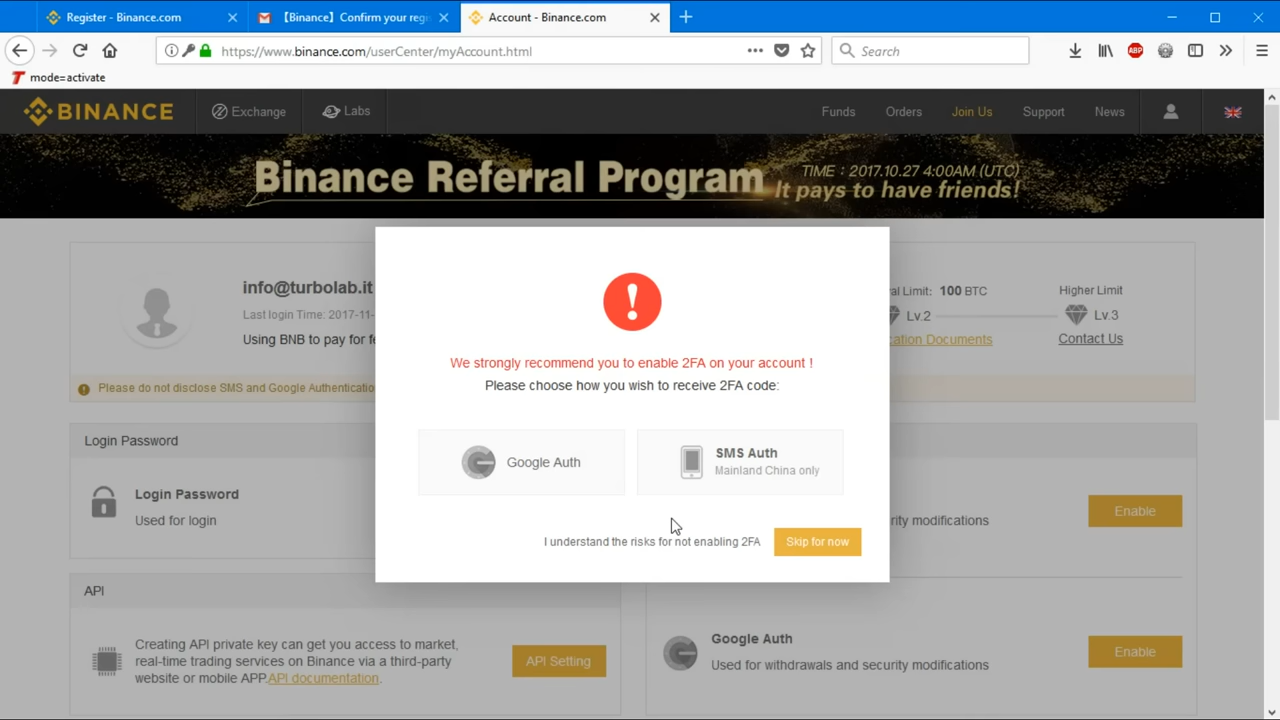 Register - Binance.com
【Binance】Confirm your regi
Account - Binance.com
https://www.binance.com/userCenter/myAccount.html
Search
mode=activate
BINANCE
Exchange
Labs
Funds
Orders
Join Us
Support
News
Binance Referral Program
TIME : 2017.10.27 4:00AM (UTC)
It pays to have friends!
info@turbolab.it
Last login Time: 2017-11-
Using BNB to pay for fe
al Limit: 100 BTC
Higher Limit
Lv.2
Lv.3
cation Documents
Contact Us
Please do not disclose SMS and Google Authenticatio
We strongly recommend you to enable 2FA on your account !
Please choose how you wish to receive 2FA code:
Google Auth
SMS Auth
Mainland China only
I understand the risks for not enabling 2FA
Skip for now
Login Password
Login Password
Used for login
rity modifications
Enable
API
Creating API private key can get you access to market,
real-time trading services on Binance via a third-party
website or mobile APP.API documentation.
API Setting
Google Auth
Used for withdrawals and security modifications
Enable
ABP